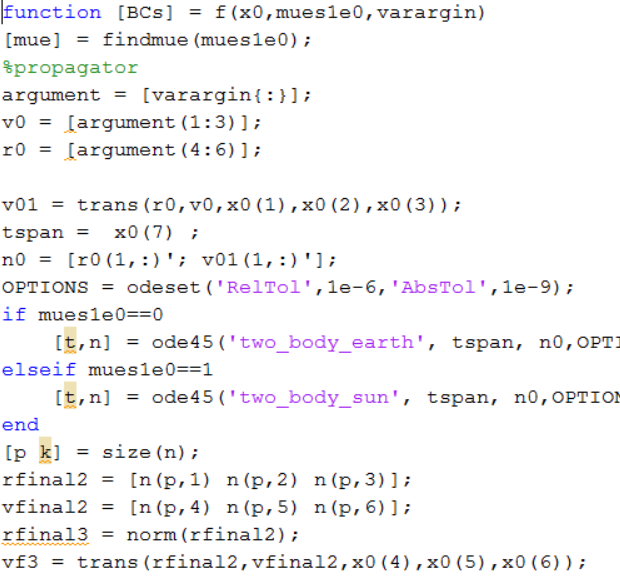 function [BCs] = f(x0,mues1e0,varargin)
[mue] = findmue(mues1e0);
%propagator
argument = [varargin{:}];
v0 = [argument(1:3)];
r0 = [argument(4:6)];
v01 = trans(r0,v0,x0(1),x0(2),x0(3));
tspan =  x0(7) ;
n0 = [r0(1,:)'; v01(1,:)'];
OPTIONS = odeset('RelTol',1e-6,'AbsTol',1e-9);
if mues1e0==0
    [t,n] = ode45('two_body_earth', tspan, n0,OPTI
elseif mues1e0==1
    [t,n] = ode45('two_body_sun', tspan, n0,OPTION
end
[p k] = size(n);
rfinal2 = [n(p,1) n(p,2) n(p,3)];
vfinal2 = [n(p,4) n(p,5) n(p,6)];
rfinal3 = norm(rfinal2);
vf3 = trans(rfinal2,vfinal2,x0(4),x0(5),x0(6));